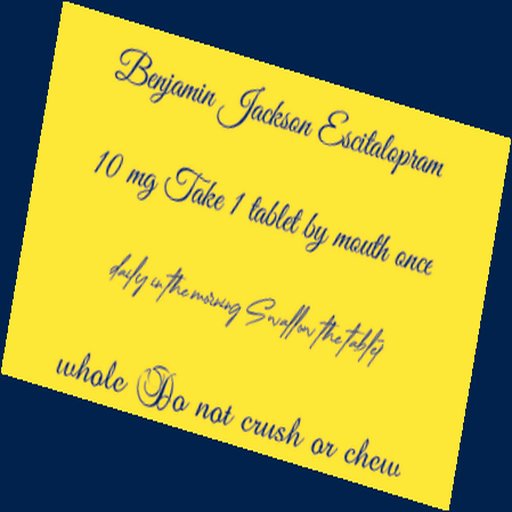 Benjamin Jackson Escitalopram
10 mg Take 1 tablet by mouth once
daily in the morning Swallow the tablet
whole Do not crush or chew